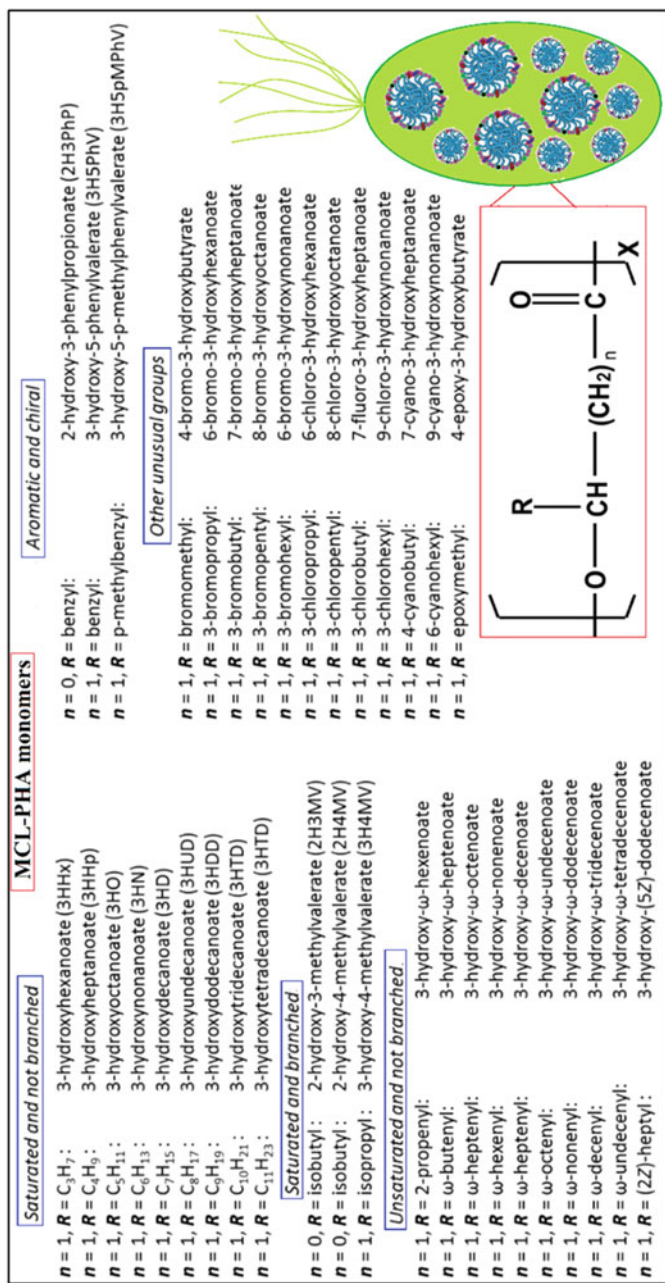 MCL-PHA monomers
Saturated and not branched
n = 1, R = C₃H₇ : 3-hydroxyhexanoate (3HHx)
n = 1, R = C₄H₉ : 3-hydroxyheptanoate (3HHp)
n = 1, R = C₅H₁₁ : 3-hydroxyoctanoate (3HO)
n = 1, R = C₆H₁₃ : 3-hydroxynonanoate (3HN)
n = 1, R = C₇H₁₅ : 3-hydroxydecanoate (3HD)
n = 1, R = C₈H₁₇ : 3-hydroxyundecanoate (3HUD)
n = 1, R = C₉H₁₉ : 3-hydroxydodecanoate (3HDD)
n = 1, R = C₁₀H₂₁ : 3-hydroxytridecanoate (3HTD)
n = 1, R = C₁₁H₂₃ : 3-hydroxytetradecanoate (3HTD)
Saturated and branched
n = 0, R = isobutyl : 2-hydroxy-3-methylvalerate (2H3MV)
n = 0, R = isobutyl : 2-hydroxy-4-methylvalerate (2H4MV)
n = 1, R = isopropyl : 3-hydroxy-4-methylvalerate (3H4MV)
Unsaturated and not branched.
n = 1, R = 2-propenyl: 3-hydroxy-ω-hexenoate
n = 1, R = ω-butenyl: 3-hydroxy-ω-heptenoate
n = 1, R = ω-heptenyl: 3-hydroxy-ω-octenoate
n = 1, R = ω-hexenyl: 3-hydroxy-ω-nonenoate
n = 1, R = ω-heptenyl: 3-hydroxy-ω-decenoate
n = 1, R = ω-octenyl: 3-hydroxy-ω-undecenoate
n = 1, R = ω-nonenyl: 3-hydroxy-ω-dodecenoate
n = 1, R = ω-decenyl: 3-hydroxy-ω-tridecenoate
n = 1, R = ω-undecenyl: 3-hydroxy-ω-tetradecenoate
n = 1, R = (2Z)-heptyl : 3-hydroxy-(5Z)-dodecenoate
Aromatic and chiral
n = 0, R = benzyl: 2-hydroxy-3-phenylpropionate (2H3PhP)
n = 1, R = benzyl: 3-hydroxy-5-phenylvalerate (3H5PhV)
n = 1, R = p-methylbenzyl: 3-hydroxy-5-p-methylphenylvalerate (3H5pMPhV)
Other unusual groups
n = 1, R = bromomethyl: 4-bromo-3-hydroxybutyrate
n = 1, R = 3-bromopropyl: 6-bromo-3-hydroxyhexanoate
n = 1, R = 3-bromobutyl: 7-bromo-3-hydroxyheptanoate
n = 1, R = 3-bromopentyl: 8-bromo-3-hydroxyoctanoate
n = 1, R = 3-bromohexyl: 6-bromo-3-hydroxynonanoate
n = 1, R = 3-chloropropyl: 6-chloro-3-hydroxyhexanoate
n = 1, R = 3-chloropentyl: 8-chloro-3-hydroxyoctanoate
n = 1, R = 3-chlorobutyl: 7-fluoro-3-hydroxyheptanoate
n = 1, R = 3-chlorohexyl: 9-chloro-3-hydroxynonanoate
n = 1, R = 4-cyanobutyl: 7-cyano-3-hydroxyheptanoate
n = 1, R = 6-cyanohexyl: 9-cyano-3-hydroxynonanoate
n = 1, R = epoxymethyl: 4-epoxy-3-hydroxybutyrate
R O
O CH (CH₂)n C
X